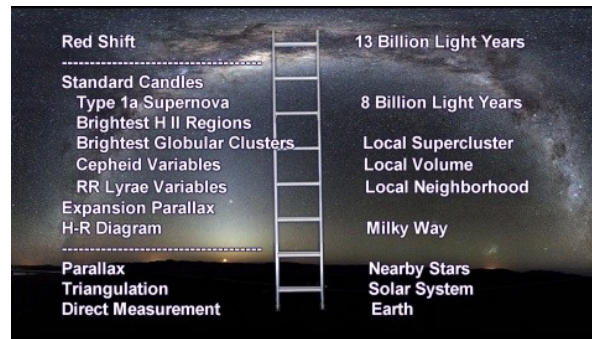 Red Shift 13 Billion Light Years
------------------------------------
Standard Candles
Type 1a Supernova 8 Billion Light Years
Brightest H II Regions
Brightest Globular Clusters Local Supercluster
Cepheid Variables Local Volume
RR Lyrae Variables Local Neighborhood
Expansion Parallax
H-R Diagram Milky Way
------------------------------------
Parallax Nearby Stars
Triangulation Solar System
Direct Measurement Earth